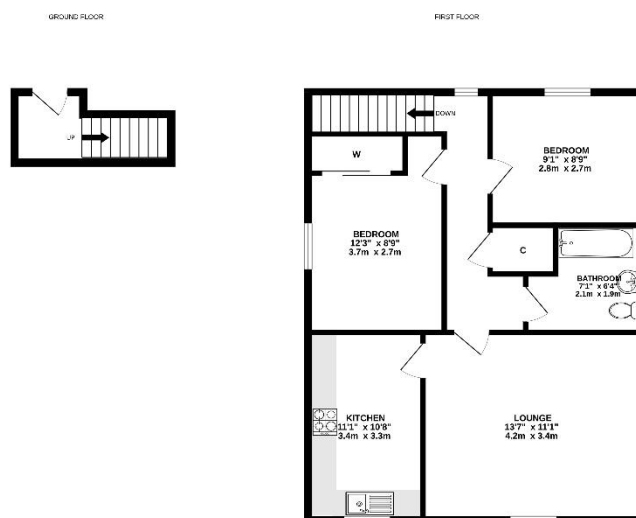 GROUND FLOOR
FIRST FLOOR
UP
DOWN
W
BEDROOM
9'1" x 8'9"
2.8m x 2.7m
BEDROOM
12'3" x 8'9"
3.7m x 2.7m
C
BATHROOM
7'1" x 6'4"
2.1m x 1.9m
KITCHEN
11'1" x 10'8"
3.4m x 3.3m
LOUNGE
13'7" x 11'1"
4.2m x 3.4m